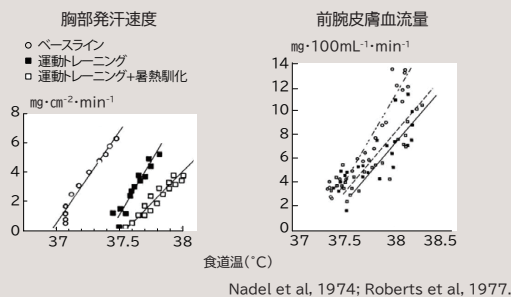 胸部発汗速度
ベースライン
運動トレーニング
運動トレーニング+暑熱馴化
mg·cm⁻²·min⁻¹
8
6
4
2
0
37
37.5
38
前腕皮膚血流量
mg·100mL⁻¹·min⁻¹
14
12
10
8
6
4
2
0
37
37.5
38
38.5
食道温(℃)
Nadel et al, 1974; Roberts et al, 1977.